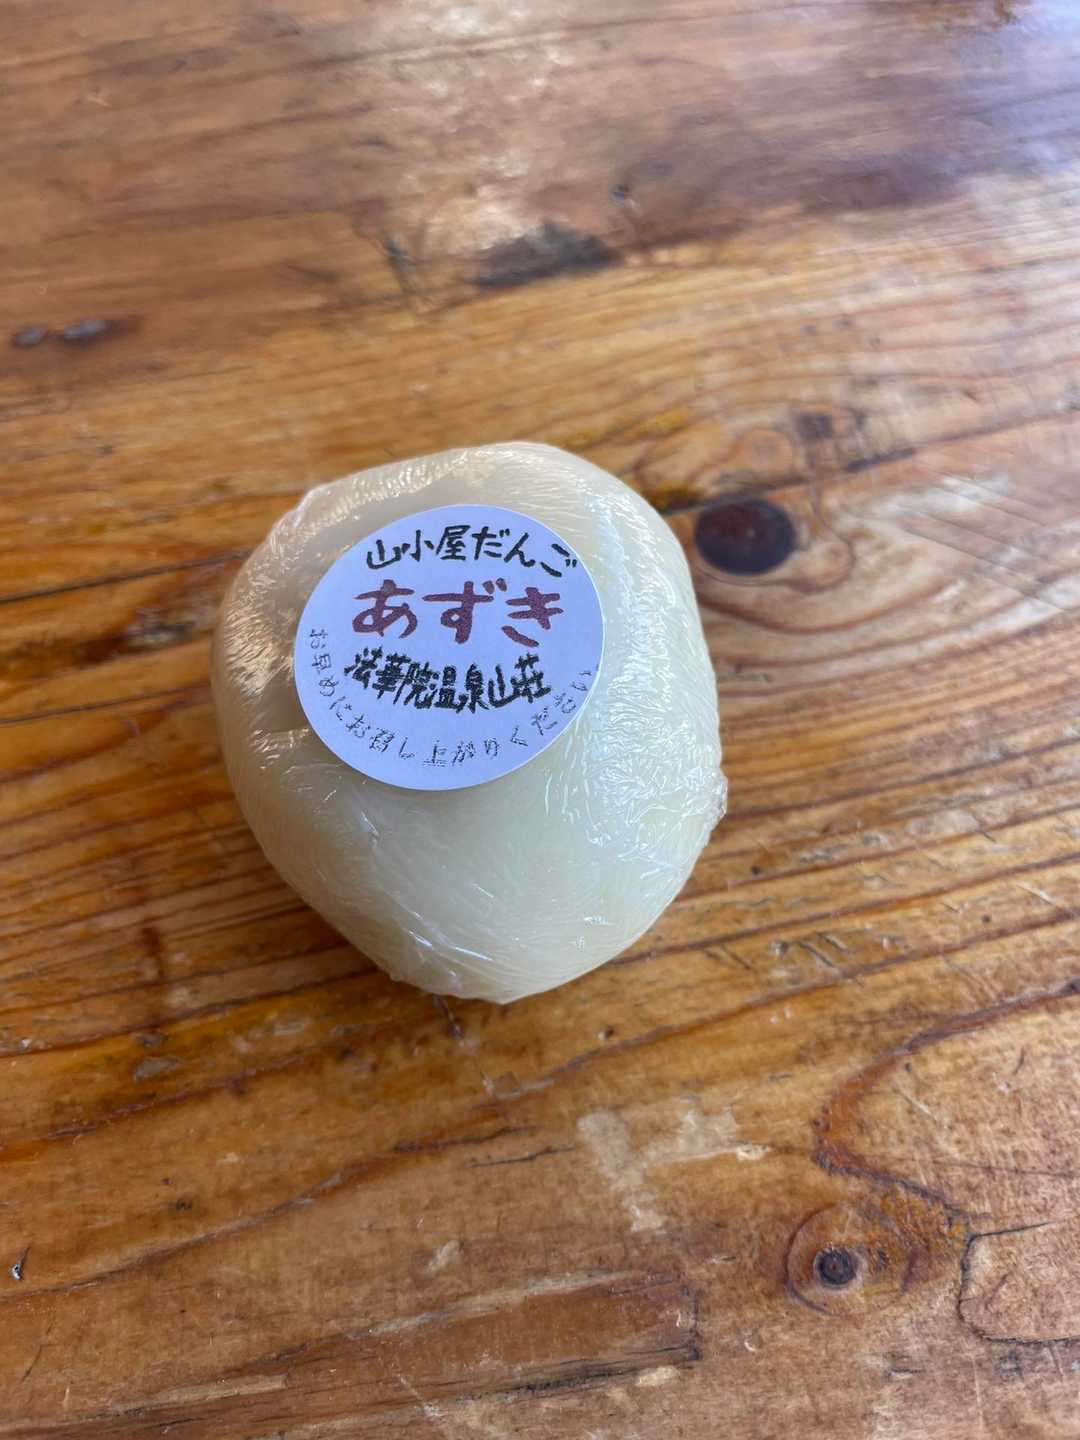 山小屋だんご
あずき
法華院温泉山荘
お早めにお召し上がりください